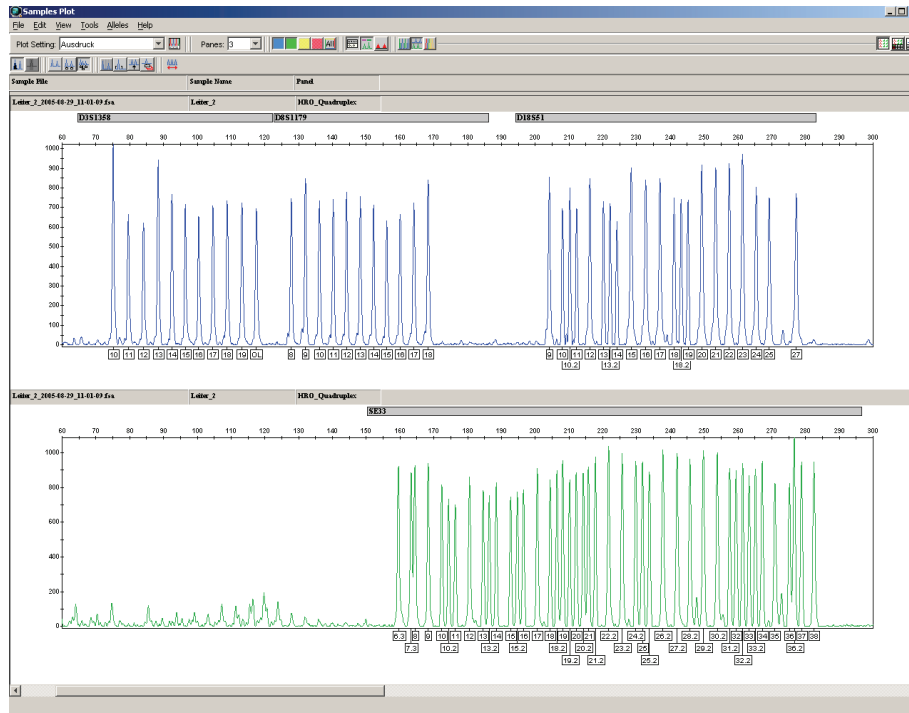 Samples Plot
File Edit View Tools Alleles Help
Plot Setting: Ausdruck Panes: 3 All
Sample File Sample Name Panel
Leiter_2_2005-08-29_11-01-09.fsa Leiter_2 HRO_Quadruplex
D3S1358 D8S1179 D18S51
60 70 80 90 100 110 120 130 140 150 160 170 180 190 200 210 220 230 240 250 260 270 280 290 300
1000
900
800
700
600
500
400
300
200
100
0
10 11 12 13 14 15 16 17 18 19 OL 8 9 10 11 12 13 14 15 16 17 18 9 10 11 12 13 14 15 16 17 18 19 20 21 22 23 24 25 27
10.2 13.2 18.2
Leiter_2_2005-08-29_11-01-09.fsa Leiter_2 HRO_Quadruplex
SE33
60 70 80 90 100 110 120 130 140 150 160 170 180 190 200 210 220 230 240 250 260 270 280 290 300
1000
800
600
400
200
0
6.3 8 9 10 11 12 13 14 15 16 17 18 19 20 21 22.2 24.2 26.2 28.2 30.2 32 33 34 35 36 37 38
7.3 10.2 13.2 15.2 18.2 20.2 23.2 25 27.2 29.2 31.2 33.2 36.2
19.2 21.2 25.2 32.2